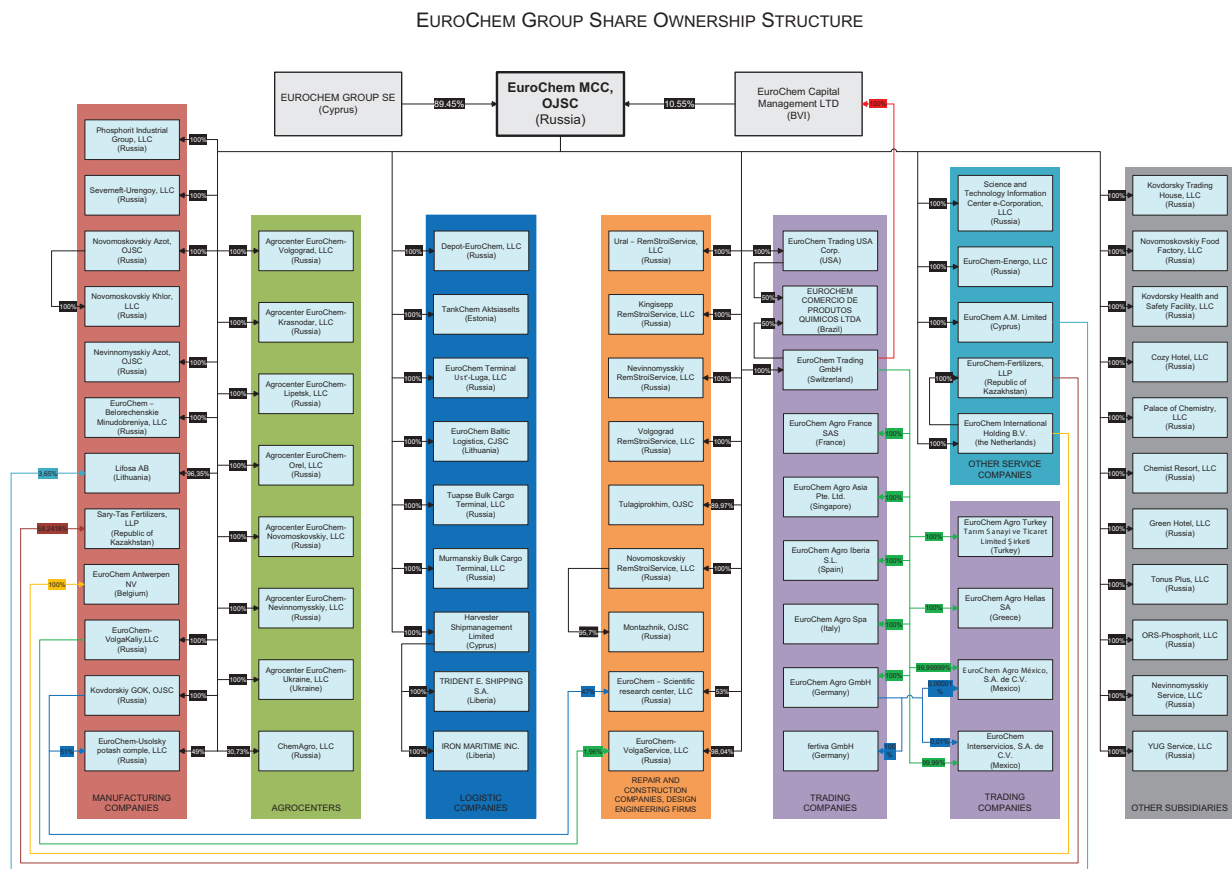 EUROCHEM GROUP SHARE OWNERSHIP STRUCTURE
EUROCHEM GROUP SE
(Cyprus)
89.45%
EuroChem MCC,
OJSC
(Russia)
10.55%
EuroChem Capital
Management LTD
(BVI)
100%
Phosphorit Industrial
Group, LLC
(Russia)
100%
Severneft-Urengoy, LLC
(Russia)
100%
Novomoskovskiy Azot,
OJSC
(Russia)
100%
Novomoskovskiy Khlor,
LLC
(Russia)
100%
Nevinnomysskiy Azot,
OJSC
(Russia)
100%
EuroChem –
Belorechenskie
Minudobreniya, LLC
(Russia)
100%
Lifosa AB
(Lithuania)
3,65%
96,35%
Sary-Tas Fertilizers,
LLP
(Republic of
Kazakhstan)
EuroChem Antwerpen
NV
(Belgium)
100%
EuroChem-
VolgaKaliy,LLC
(Russia)
100%
Kovdorskiy GOK, OJSC
(Russia)
100%
EuroChem-Usolsky
potash comple, LLC
(Russia)
51%
49%
MANUFACTURING
COMPANIES
Agrocenter EuroChem-
Volgograd, LLC
(Russia)
100%
Agrocenter EuroChem-
Krasnodar, LLC
(Russia)
100%
Agrocenter EuroChem-
Lipetsk, LLC
(Russia)
100%
Agrocenter EuroChem-
Orel, LLC
(Russia)
100%
Agrocenter EuroChem-
Novomoskovskiy, LLC
(Russia)
100%
Agrocenter EuroChem-
Nevinnomysskiy, LLC
(Russia)
100%
Agrocenter EuroChem-
Ukraine, LLC
(Ukraine)
100%
ChemAgro, LLC
(Russia)
30,73%
AGROCENTERS
Depot-EuroChem, LLC
(Russia)
100%
TankChem Aktsiaselts
(Estonia)
100%
EuroChem Terminal
Ust'-Luga, LLC
(Russia)
100%
EuroChem Baltic
Logistics, CJSC
(Lithuania)
100%
Tuapse Bulk Cargo
Terminal, LLC
(Russia)
100%
Murmanskiy Bulk Cargo
Terminal, LLC
(Russia)
100%
Harvester
Shipmanagement
Limited
(Cyprus)
100%
TRIDENT E. SHIPPING
S.A.
(Liberia)
100%
IRON MARITIME INC.
(Liberia)
100%
LOGISTIC
COMPANIES
Ural – RemStroiService,
LLC
(Russia)
100%
Kingisepp
RemStroiService, LLC
(Russia)
100%
Nevinnomysskiy
RemStroiService, LLC
(Russia)
100%
Volgograd
RemStroiService, LLC
(Russia)
100%
Tulagiprokhim, OJSC
89,97%
Novomoskovskiy
RemStroiService, LLC
(Russia)
100%
Montazhnik, OJSC
(Russia)
95,7%
EuroChem – Scientific
research center, LLC
(Russia)
47%
53%
EuroChem-
VolgaService, LLC
(Russia)
1,96%
98,04%
REPAIR AND
CONSTRUCTION
COMPANIES, DESIGN
ENGINEERING FIRMS
EuroChem Trading USA
Corp.
(USA)
100%
EUROCHEM
COMERCIO DE
PRODUTOS
QUIMICOS LTDA
(Brazil)
50%
50%
EuroChem Trading
GmbH
(Switzerland)
100%
EuroChem Agro France
SAS
(France)
100%
EuroChem Agro Asia
Pte. Ltd.
(Singapore)
100%
EuroChem Agro Iberia
S.L.
(Spain)
100%
EuroChem Agro Spa
(Italy)
100%
EuroChem Agro GmbH
(Germany)
100%
fertiva GmbH
(Germany)
100
%
TRADING
COMPANIES
Science and
Technology Information
Center e-Corporation,
LLC
(Russia)
100%
EuroChem-Energo, LLC
(Russia)
100%
EuroChem A.M. Limited
(Cyprus)
100%
EuroChem-Fertilizers,
LLP
(Republic of
Kazakhstan)
100%
EuroChem International
Holding B.V.
(the Netherlands)
100%
OTHER SERVICE
COMPANIES
EuroChem Agro Turkey
Tarım Sanayi ve Ticaret
Limited Şirketi
(Turkey)
100%
EuroChem Agro Hellas
SA
(Greece)
100%
EuroChem Agro México,
S.A. de C.V.
(Mexico)
99,99999%
0,00001
%
EuroChem
Interservicios, S.A. de
C.V.
(Mexico)
0,01%
99,99%
TRADING
COMPANIES
Kovdorsky Trading
House, LLC
(Russia)
100%
Novomoskovskiy Food
Factory, LLC
(Russia)
100%
Kovdorsky Health and
Safety Facility, LLC
(Russia)
100%
Cozy Hotel, LLC
(Russia)
100%
Palace of Chemistry,
LLC
(Russia)
100%
Chemist Resort, LLC
(Russia)
100%
Green Hotel, LLC
(Russia)
100%
Tonus Plus, LLC
(Russia)
100%
ORS-Phosphorit, LLC
(Russia)
100%
Nevinnomysskiy
Service, LLC
(Russia)
100%
YUG Service, LLC
(Russia)
100%
OTHER SUBSIDIARIES